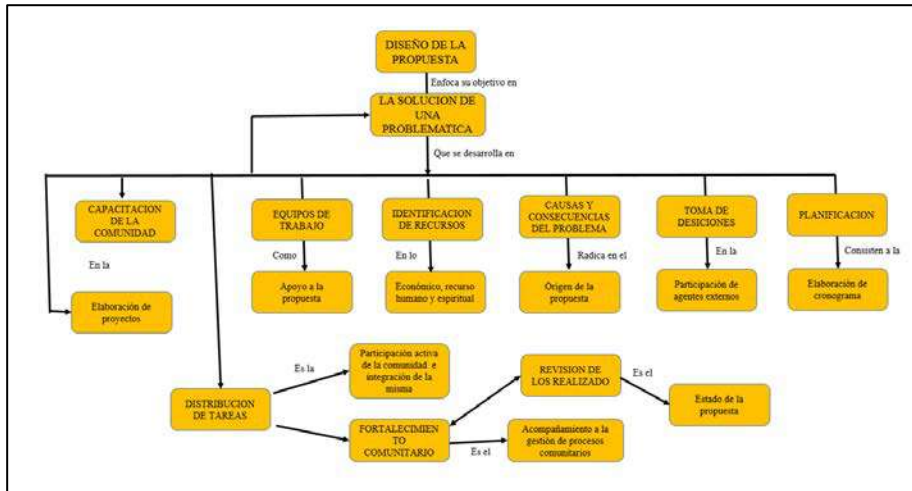 DISEÑO DE LA
PROPUESTA
Enfoca su objetivo en
LA SOLUCION DE
UNA
PROBLEMATICA
Que se desarrolla en
CAPACITACION
DE LA
COMUNIDAD
EQUIPOS DE
TRABAJO
IDENTIFICACION
DE RECURSOS
CAUSAS Y
CONSECUENCIAS
DEL PROBLEMA
TOMA DE
DESICIONES
PLANIFICACION
En la
Como
En lo
Radica en el
En la
Consisten a la
Elaboración de
proyectos
Apoyo a la
propuesta
Económico, recurso
humano y espiritual
Órigen de la
propuesta
Participación de
agentes externos
Elaboración de
cronograma
DISTRIBUCION
DE TAREAS
Es la
Participación activa
de la comunidad e
integración de la
misma
REVISION DE
LOS REALIZADO
Es el
Estado de la
propuesta
FORTALECIMIEN
TO
COMUNITARIO
Es el
Acompañamiento a la
gestión de procesos
comunitarios